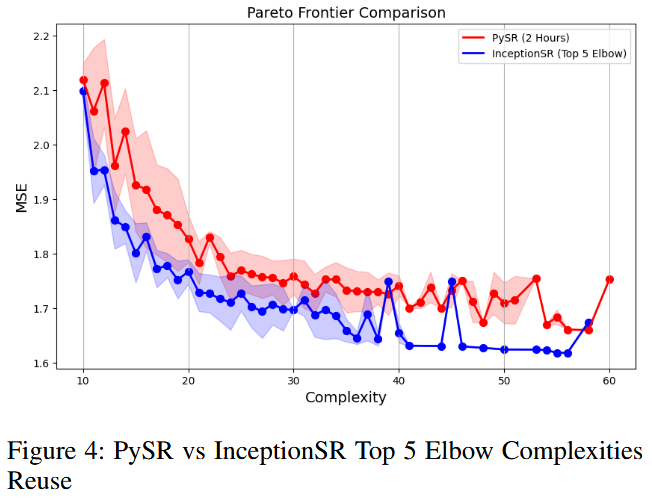 Pareto Frontier Comparison
PySR (2 Hours)
InceptionSR (Top 5 Elbow)
MSE
2.2
2.1
2.0
1.9
1.8
1.7
1.6
10 20 30 40 50 60
Complexity
Figure 4: PySR vs InceptionSR Top 5 Elbow Complexities
Reuse